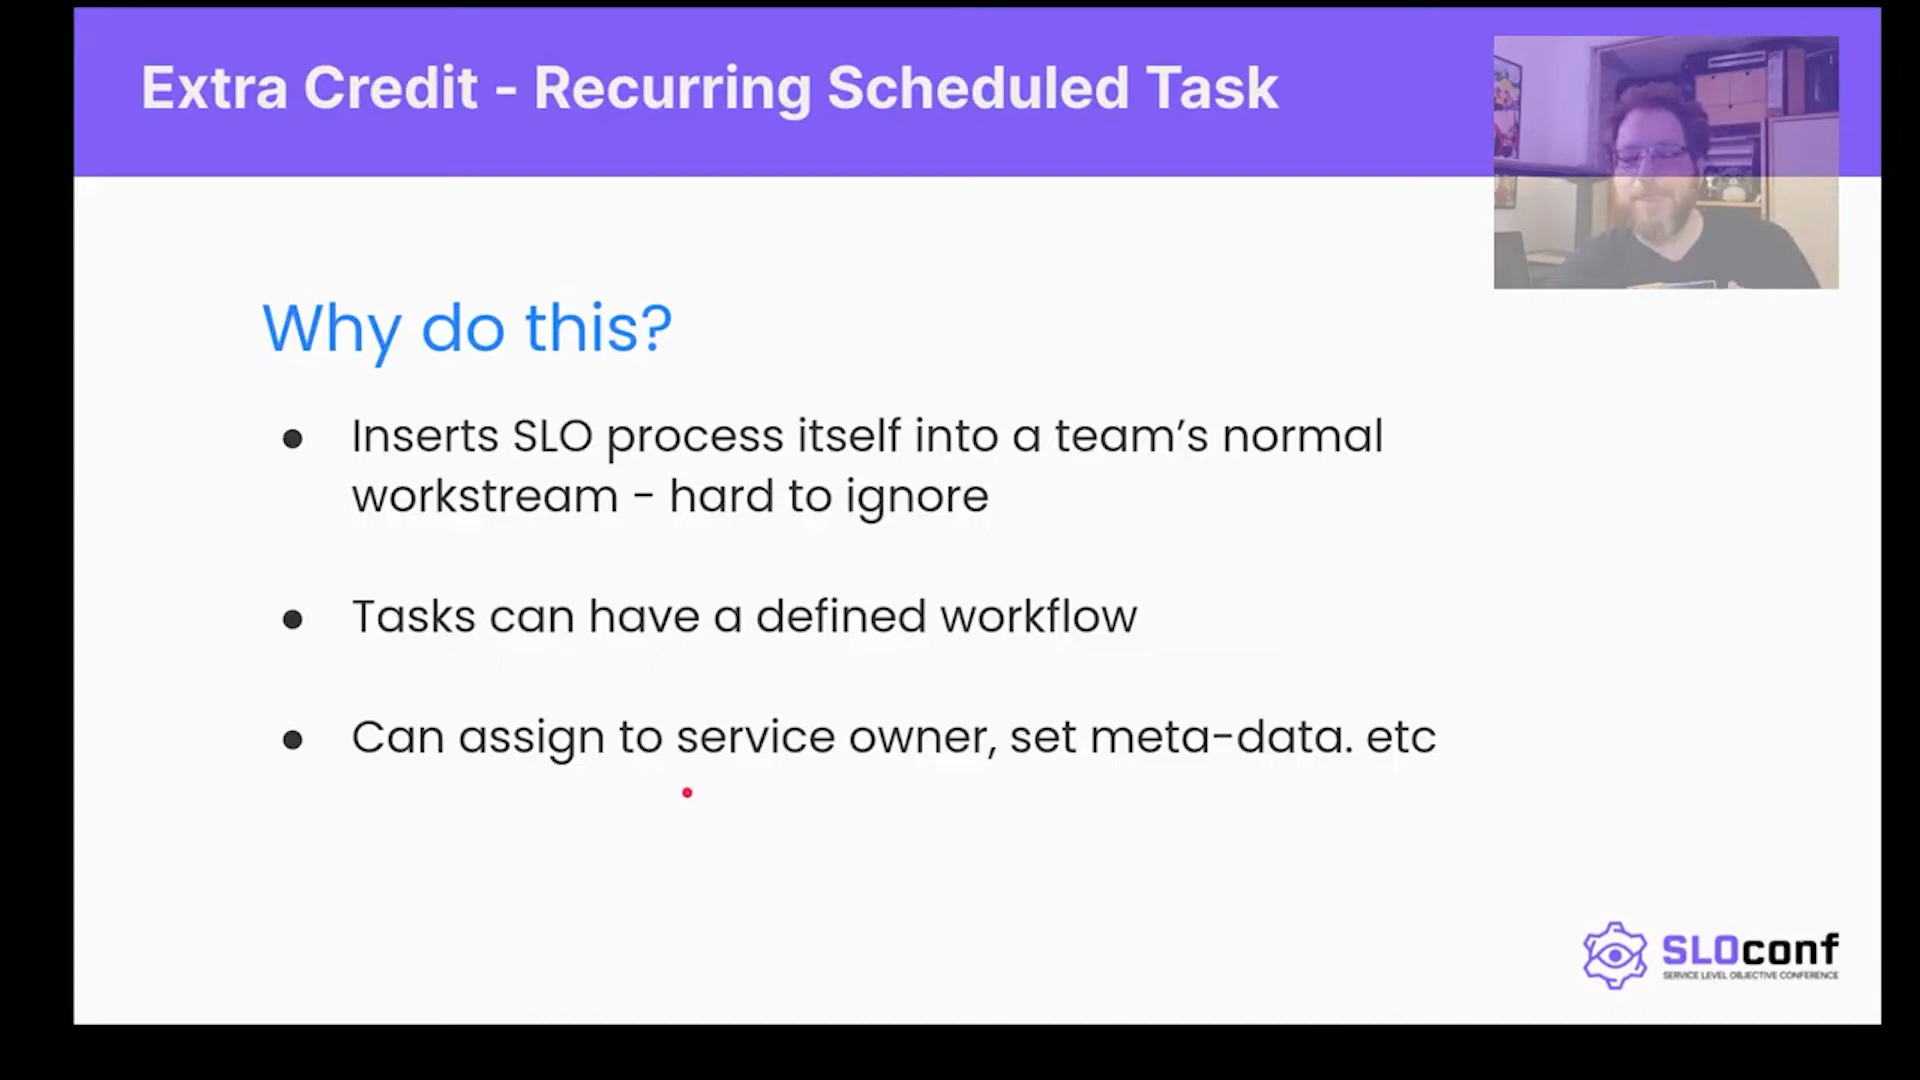 Extra Credit - Recurring Scheduled Task
Why do this?
● Inserts SLO process itself into a team’s normal
workstream - hard to ignore
● Tasks can have a defined workflow
● Can assign to service owner, set meta-data. etc
SLOconf
SERVICE LEVEL OBJECTIVE CONFERENCE